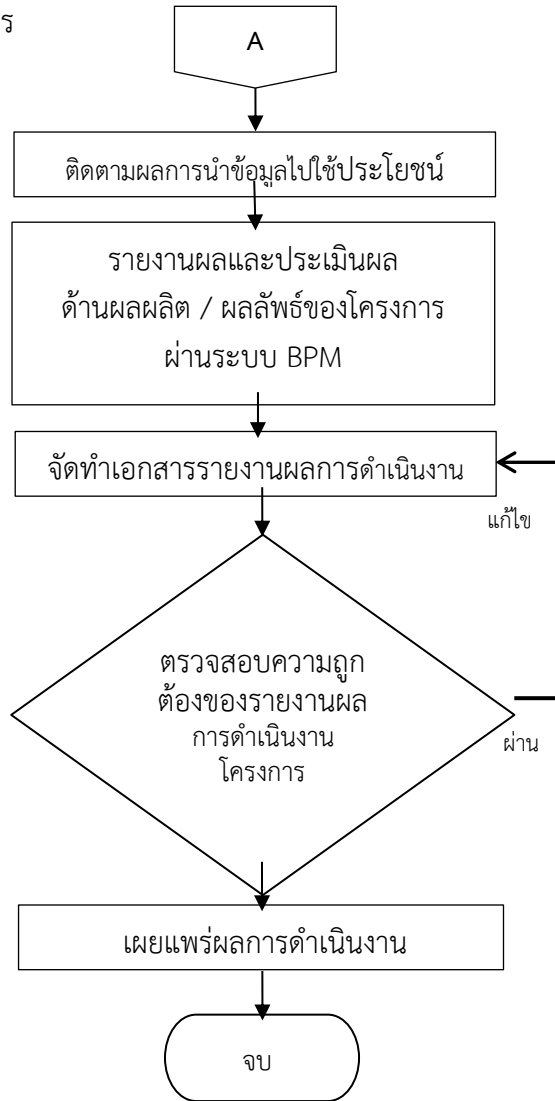 ร
A
ติดตามผลการนำข้อมูลไปใช้ประโยชน์
รายงานผลและประเมินผล
ด้านผลผลิต / ผลลัพธ์ของโครงการ
ผ่านระบบ BPM
จัดทำเอกสารรายงานผลการดำเนินงาน
แก้ไข
ตรวจสอบความถูก
ต้องของรายงานผล
การดำเนินงาน
โครงการ
ผ่าน
เผยแพร่ผลการดำเนินงาน
จบ